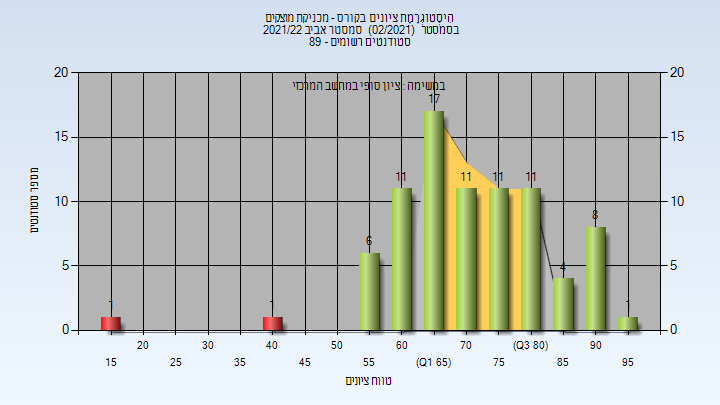 היסטוגרמת ציונים בקורס - מכניקת מוצקים
בסמסטר (02/2021) סמסטר אביב 2021/22
סטודנטים רשומים - 89
במשימה : ציון סופי במחשב המרכזי
מספר סטודנטים
20 20
15 15
10 10
5 5
0 0
1 1 6 11 17 11 11 11 4 8 1
20 30 40 50 60 70 (Q3 80) 90
15 25 35 45 55 (Q1 65) 75 85 95
טווח ציונים